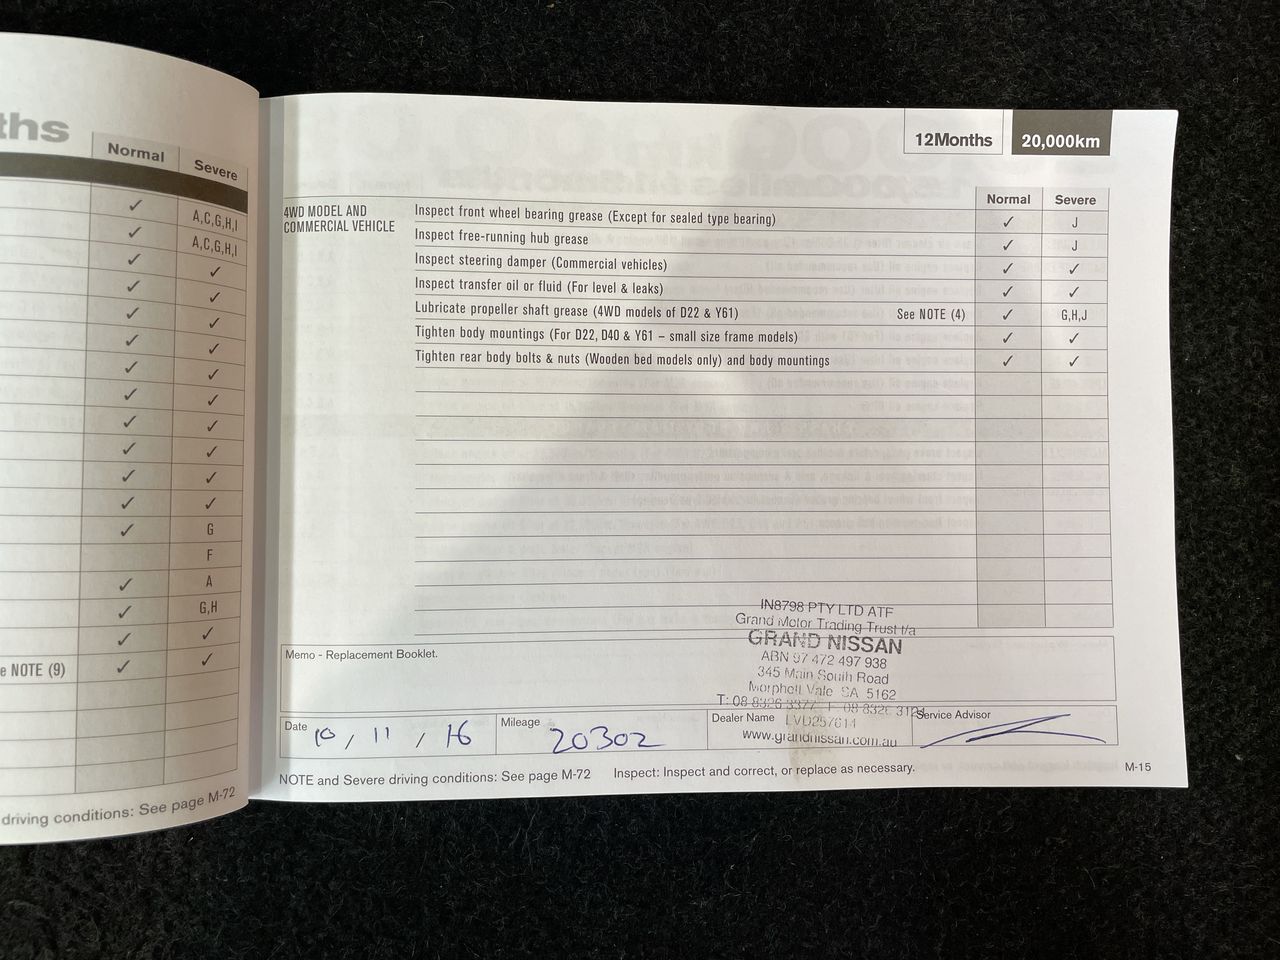 ths
Normal
Severe
✓ A,C,G,H,I
✓ A,C,G,H,I
✓ ✓
✓ ✓
✓ ✓
✓ ✓
✓ ✓
✓ ✓
✓ ✓
✓ ✓
✓ ✓
✓ ✓
✓ G
F
✓ A
✓ G,H
✓ ✓
e NOTE (9) ✓ ✓
driving conditions: See page M-72
12Months 20,000km
Normal Severe
4WD MODEL AND
COMMERCIAL VEHICLE
Inspect front wheel bearing grease (Except for sealed type bearing) ✓ J
Inspect free-running hub grease ✓ J
Inspect steering damper (Commercial vehicles) ✓ ✓
Inspect transfer oil or fluid (For level & leaks) ✓ ✓
Lubricate propeller shaft grease (4WD models of D22 & Y61) See NOTE (4) ✓ G,H,J
Tighten body mountings (For D22, D40 & Y61 – small size frame models) ✓ ✓
Tighten rear body bolts & nuts (Wooden bed models only) and body mountings ✓ ✓
IN8798 PTY LTD ATF
Grand Motor Trading Trust t/a
GRAND NISSAN
ABN 97 472 497 938
345 Main South Road
Morphett Vale SA 5162
T: 08 8326 3377 F 08 8326 3124
LVD257614
www.grandnissan.com.au
Memo - Replacement Booklet.
Date 10 / 11 / 16
Mileage 20302
Dealer Name
Service Advisor
NOTE and Severe driving conditions: See page M-72 Inspect: Inspect and correct, or replace as necessary.
M-15